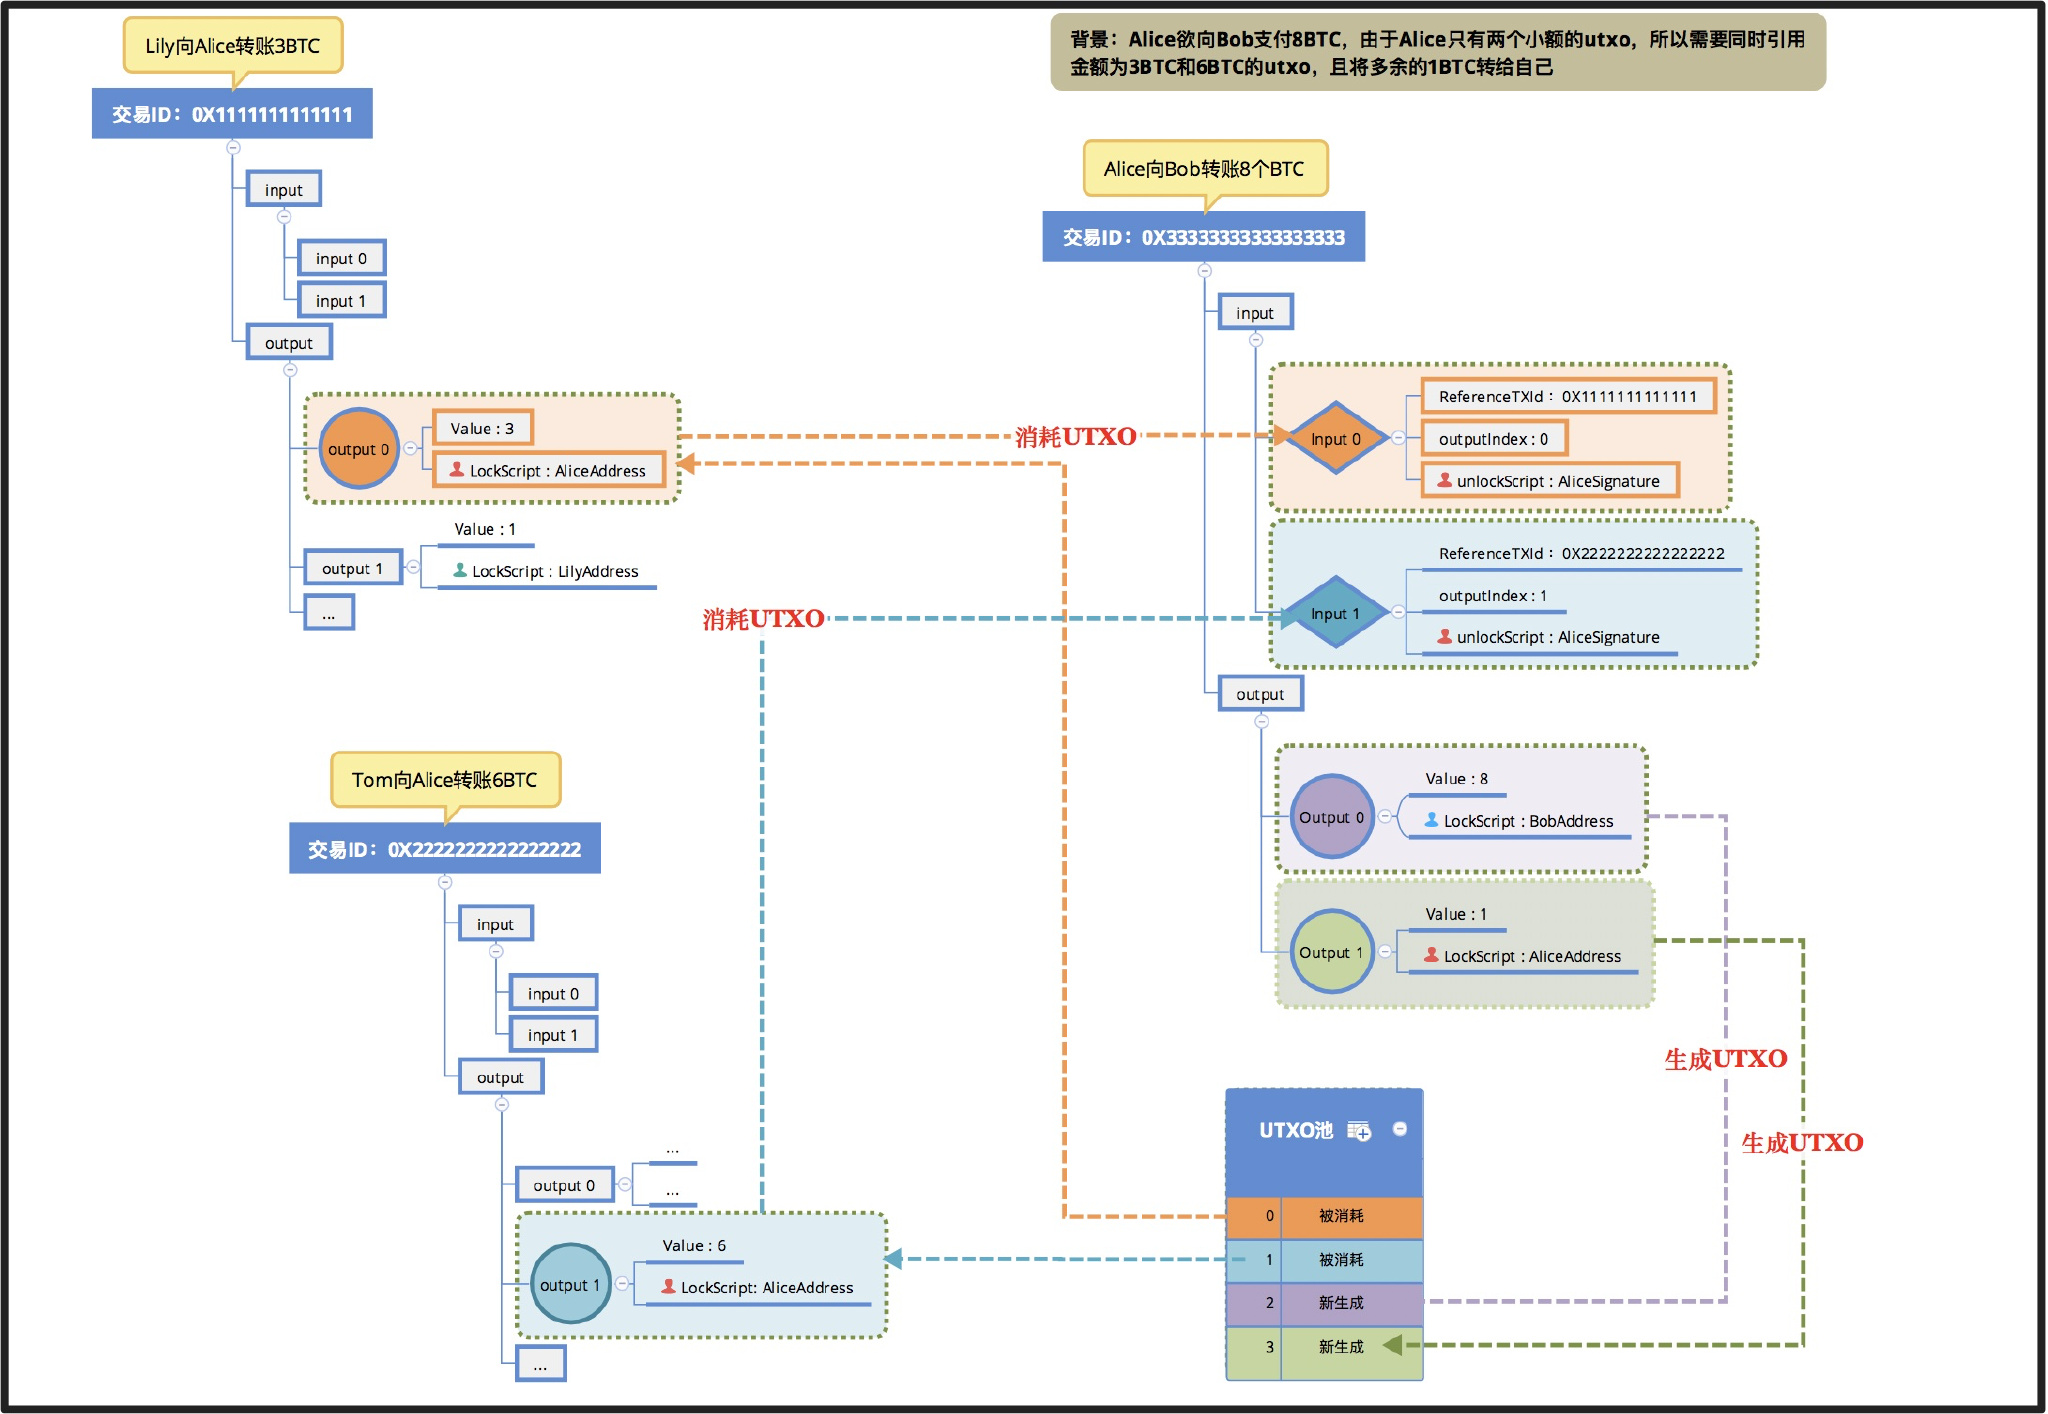 Lily向Alice转账3BTC
交易ID：0X1111111111111
input
input 0
input 1
output
output 0
Value : 3
LockScript : AliceAddress
output 1
Value : 1
LockScript : LilyAddress
...
背景：Alice欲向Bob支付8BTC，由于Alice只有两个小额的utxo，所以需要同时引用
金额为3BTC和6BTC的utxo，且将多余的1BTC转给自己
Alice向Bob转账8个BTC
交易ID：0X33333333333333333
input
Input 0
ReferenceTXId : 0X1111111111111
outputIndex : 0
unlockScript : AliceSignature
Input 1
ReferenceTXId : 0X2222222222222222
outputIndex : 1
unlockScript : AliceSignature
output
Output 0
Value : 8
LockScript : BobAddress
Output 1
Value : 1
LockScript : AliceAddress
消耗UTXO
消耗UTXO
Tom向Alice转账6BTC
交易ID：0X2222222222222222
input
input 0
input 1
output
output 0
...
...
output 1
Value : 6
LockScript: AliceAddress
...
生成UTXO
生成UTXO
UTXO池
0 被消耗
1 被消耗
2 新生成
3 新生成